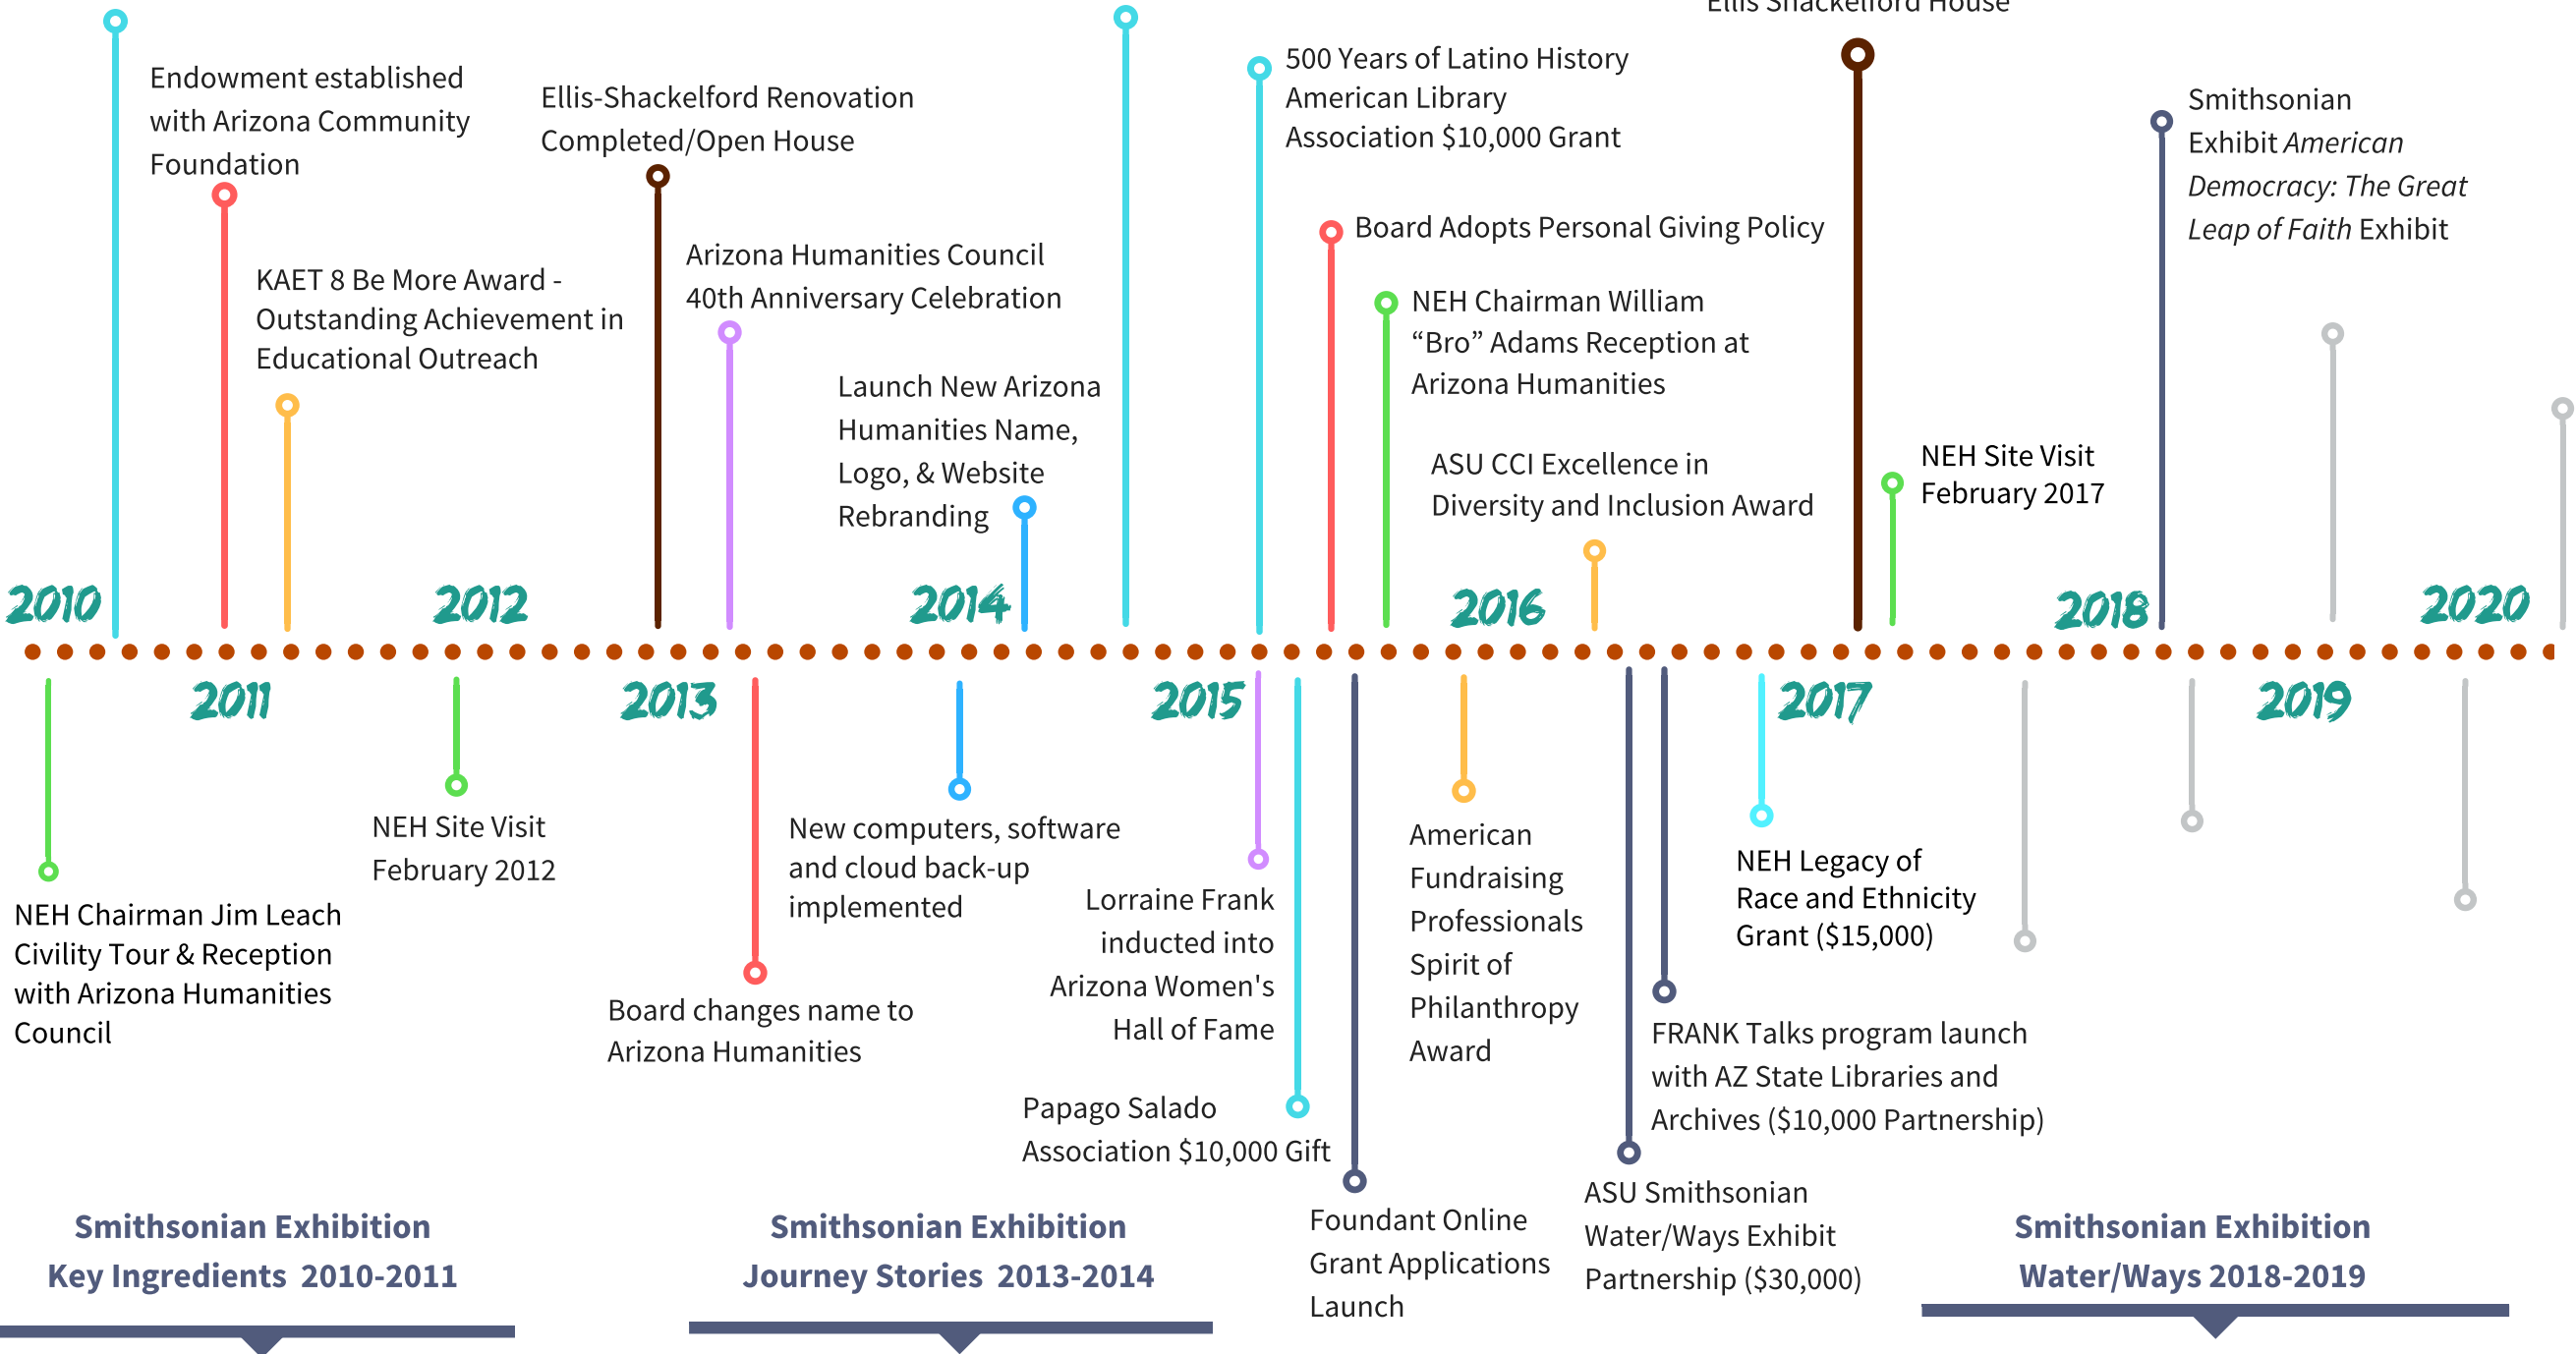 Ellis Shackelford House
Endowment established
with Arizona Community
Foundation
Ellis-Shackelford Renovation
Completed/Open House
500 Years of Latino History
American Library
Association $10,000 Grant
Smithsonian
Exhibit American
Democracy: The Great
Leap of Faith Exhibit
Board Adopts Personal Giving Policy
KAET 8 Be More Award -
Outstanding Achievement in
Educational Outreach
Arizona Humanities Council
40th Anniversary Celebration
NEH Chairman William
“Bro” Adams Reception at
Arizona Humanities
Launch New Arizona
Humanities Name,
Logo, & Website
Rebranding
ASU CCI Excellence in
Diversity and Inclusion Award
NEH Site Visit
February 2017
2010
2012
2014
2016
2018
2020
2011
2013
2015
2017
2019
NEH Chairman Jim Leach
Civility Tour & Reception
with Arizona Humanities
Council
NEH Site Visit
February 2012
New computers, software
and cloud back-up
implemented
Board changes name to
Arizona Humanities
Lorraine Frank
inducted into
Arizona Women's
Hall of Fame
Papago Salado
Association $10,000 Gift
American
Fundraising
Professionals
Spirit of
Philanthropy
Award
NEH Legacy of
Race and Ethnicity
Grant ($15,000)
FRANK Talks program launch
with AZ State Libraries and
Archives ($10,000 Partnership)
Foundant Online
Grant Applications
Launch
ASU Smithsonian
Water/Ways Exhibit
Partnership ($30,000)
Smithsonian Exhibition
Key Ingredients 2010-2011
Smithsonian Exhibition
Journey Stories 2013-2014
Smithsonian Exhibition
Water/Ways 2018-2019